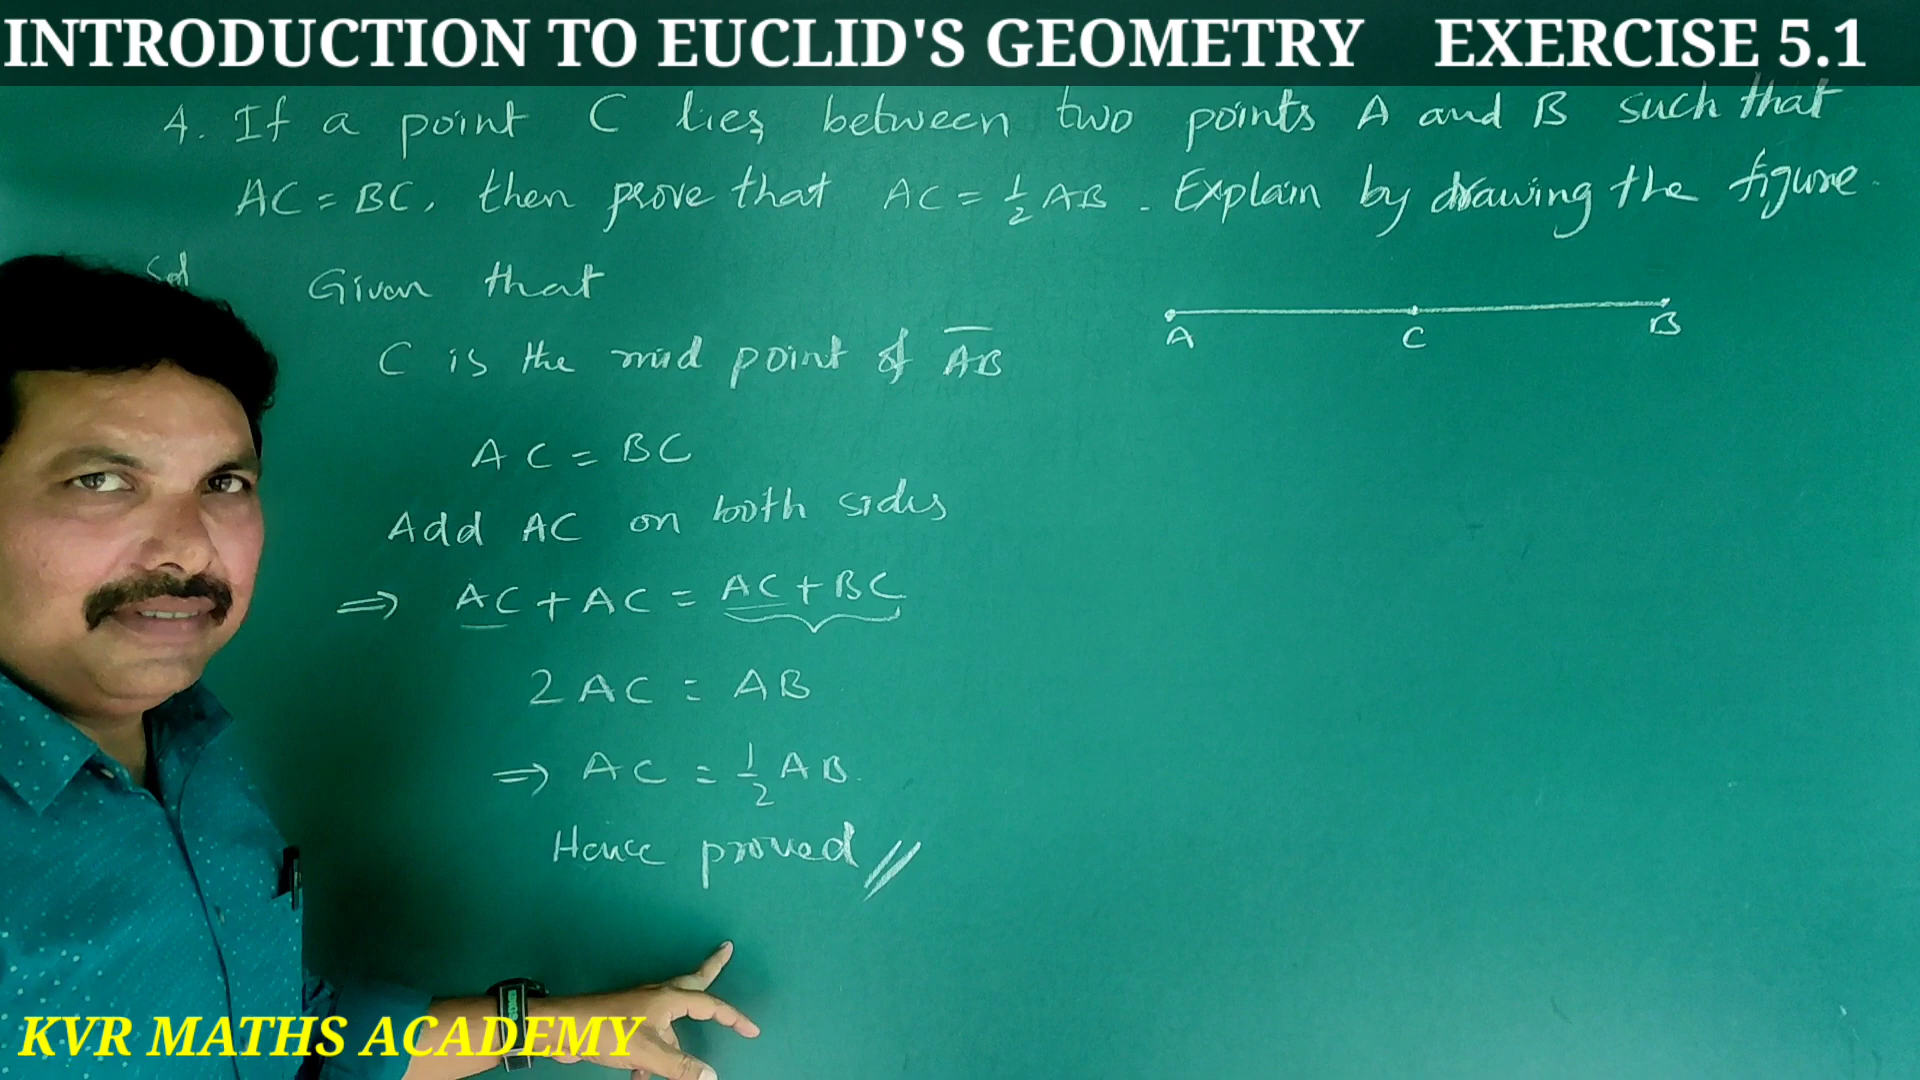 INTRODUCTION TO EUCLID'S GEOMETRY EXERCISE 5.1
4. If a point C lies between two points A and B such that
AC = BC, then prove that AC = 1/2 AB. Explain by drawing the figure.
Sol Given that
A C B
C is the mid point of A̅B̅
AC = BC
Add AC on both sides
⇒ AC + AC = AC + BC
2AC = AB
⇒ AC = 1/2 AB.
Hence proved //
KVR MATHS ACADEMY